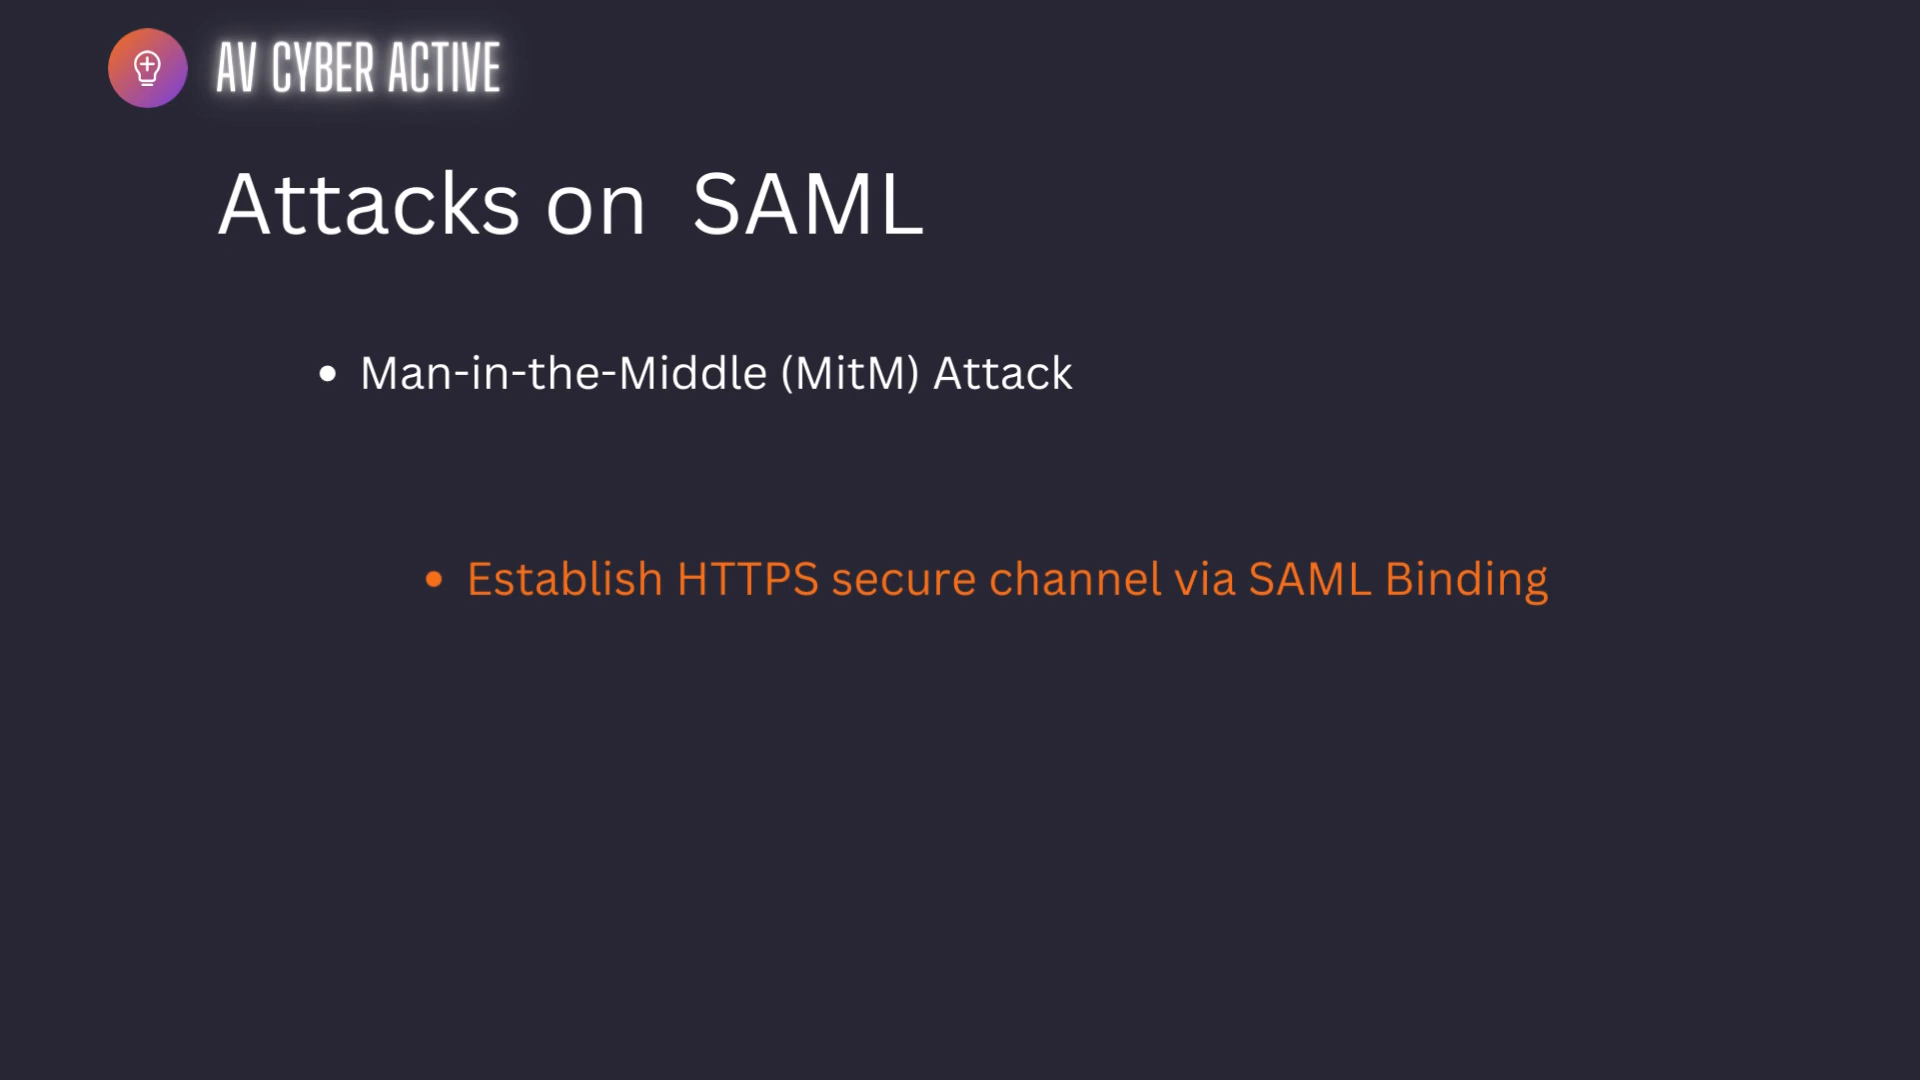 AV CYBER ACTIVE
Attacks on  SAML
• Man-in-the-Middle (MitM) Attack
• Establish HTTPS secure channel via SAML Binding